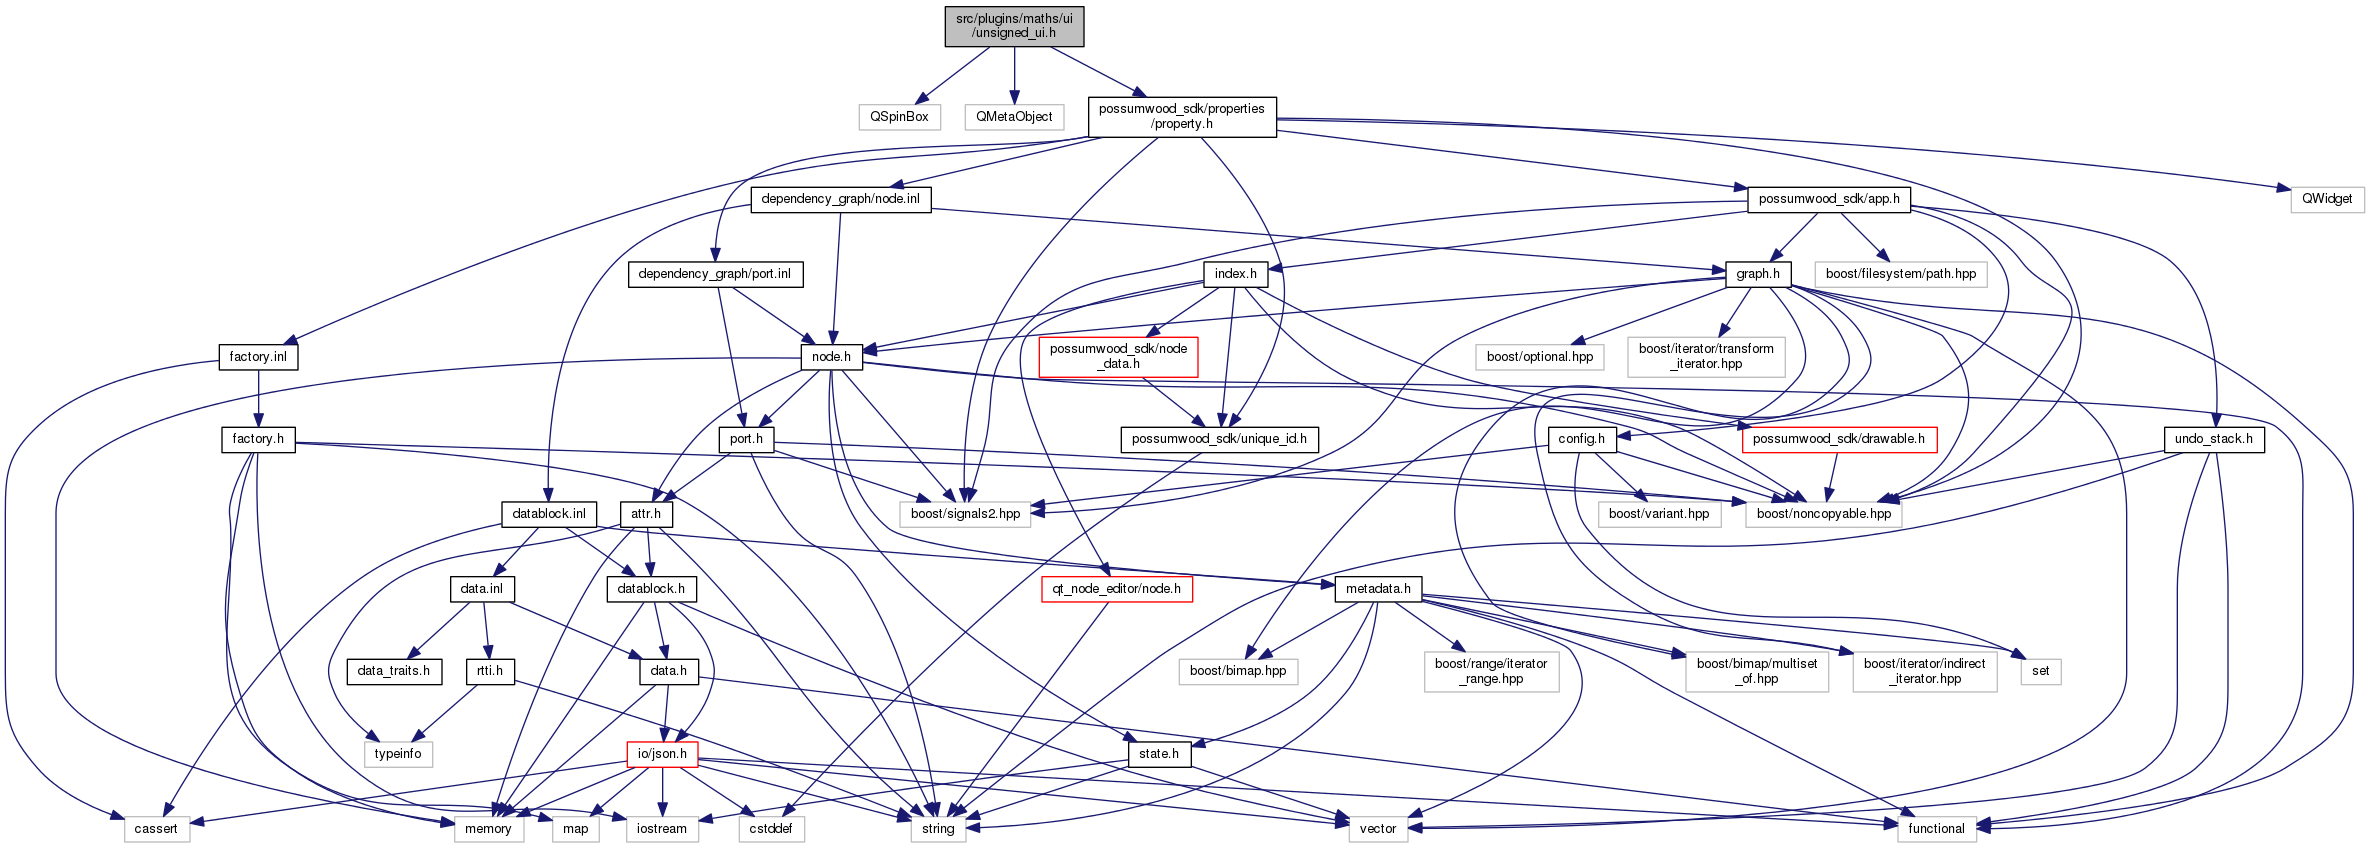 src/plugins/maths/ui
/unsigned_ui.h
QSpinBox
QMetaObject
possumwood_sdk/properties
/property.h
dependency_graph/node.inl
possumwood_sdk/app.h
QWidget
dependency_graph/port.inl
index.h
graph.h
boost/filesystem/path.hpp
factory.inl
node.h
possumwood_sdk/node
_data.h
boost/optional.hpp
boost/iterator/transform
_iterator.hpp
factory.h
port.h
possumwood_sdk/unique_id.h
config.h
possumwood_sdk/drawable.h
undo_stack.h
datablock.inl
attr.h
boost/signals2.hpp
boost/variant.hpp
boost/noncopyable.hpp
data.inl
datablock.h
qt_node_editor/node.h
metadata.h
data_traits.h
rtti.h
data.h
boost/bimap.hpp
boost/range/iterator
_range.hpp
boost/bimap/multiset
_of.hpp
boost/iterator/indirect
_iterator.hpp
set
typeinfo
io/json.h
state.h
cassert
memory
map
iostream
cstddef
string
vector
functional